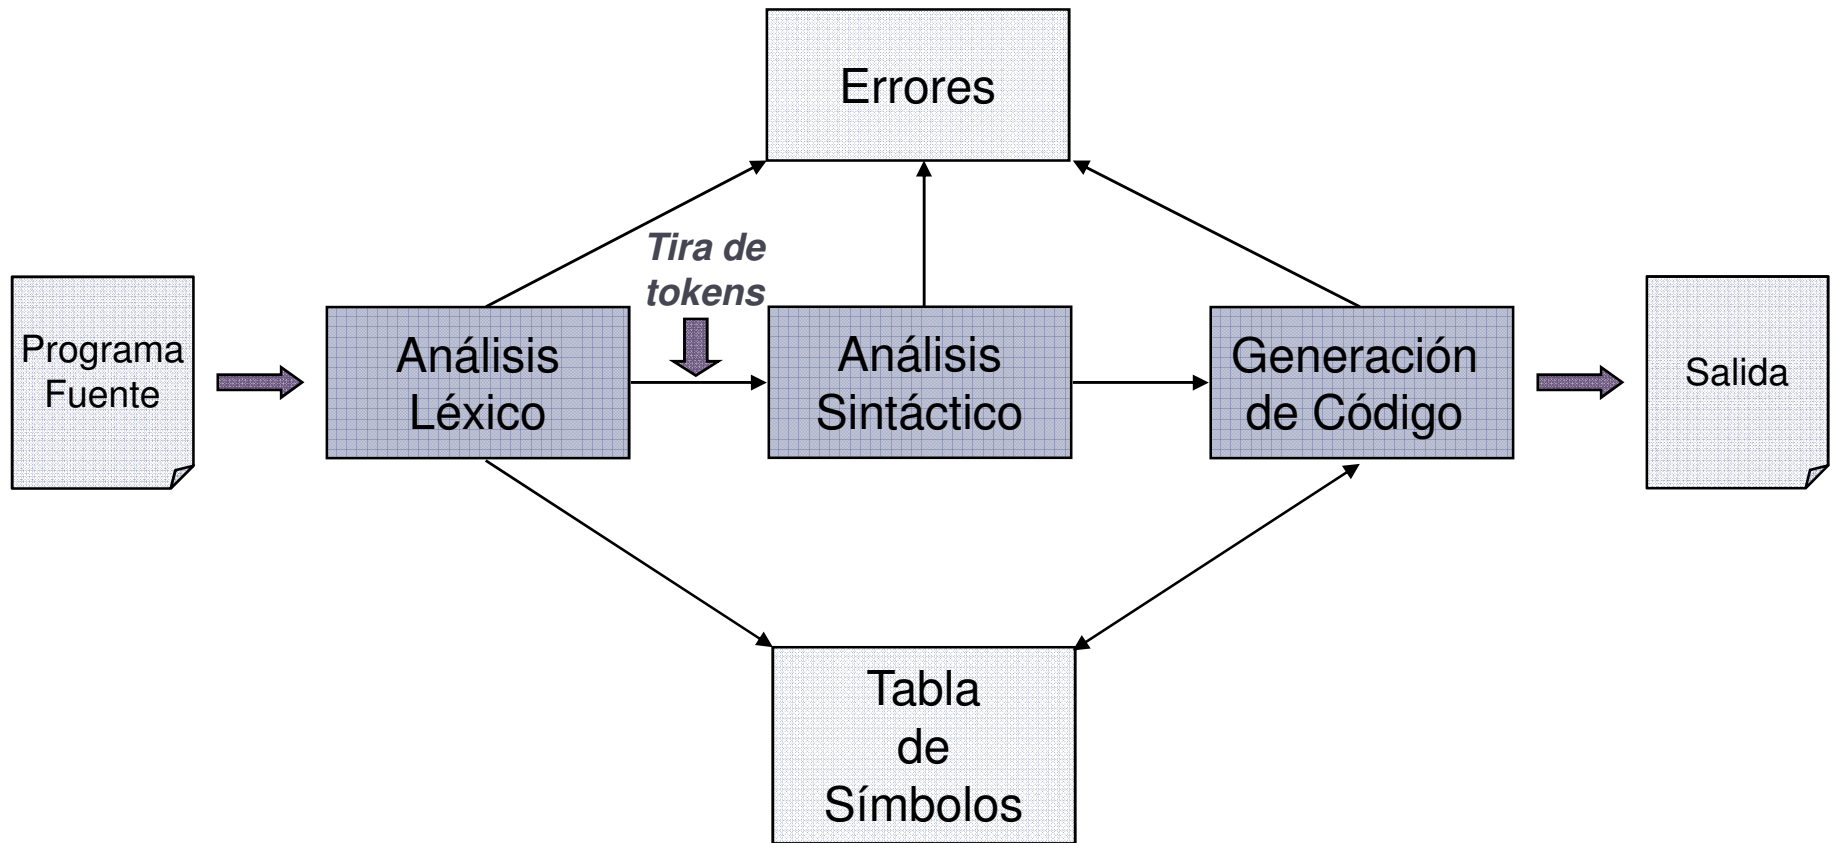 Errores
Tira de
tokens
Programa
Fuente
Análisis
Léxico
Análisis
Sintáctico
Generación
de Código
Salida
Tabla
de
Símbolos